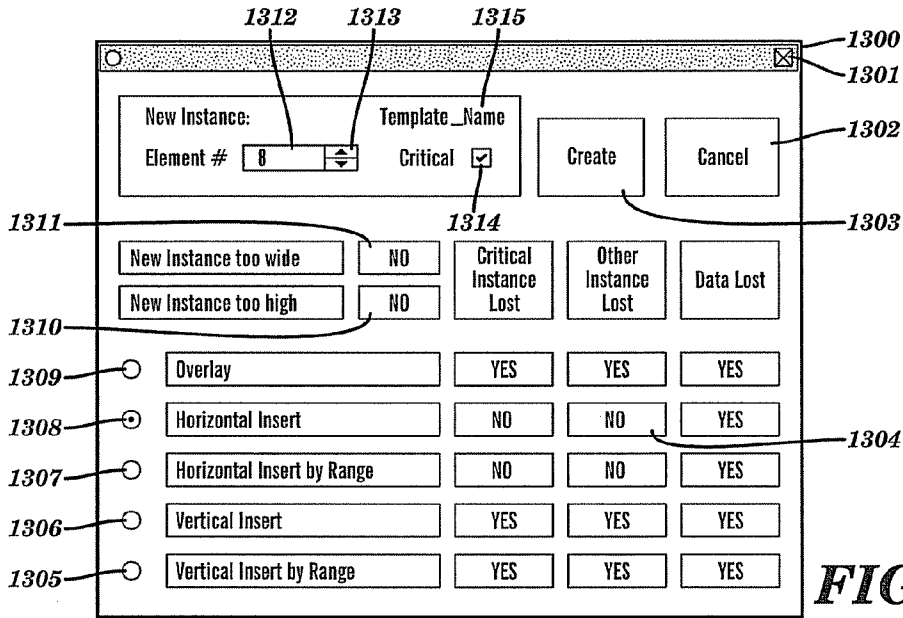 1312 1313 1315
1300
1301
New Instance: Template_Name
Element # 8 Critical
Create Cancel
1302
1311 1314 1303
New Instance too wide NO Critical Instance Lost Other Instance Lost Data Lost
New Instance too high NO
1310
1309 Overlay YES YES YES
1308 Horizontal Insert NO NO YES
1304
1307 Horizontal Insert by Range NO NO YES
1306 Vertical Insert YES YES YES
1305 Vertical Insert by Range YES YES YES
FIG